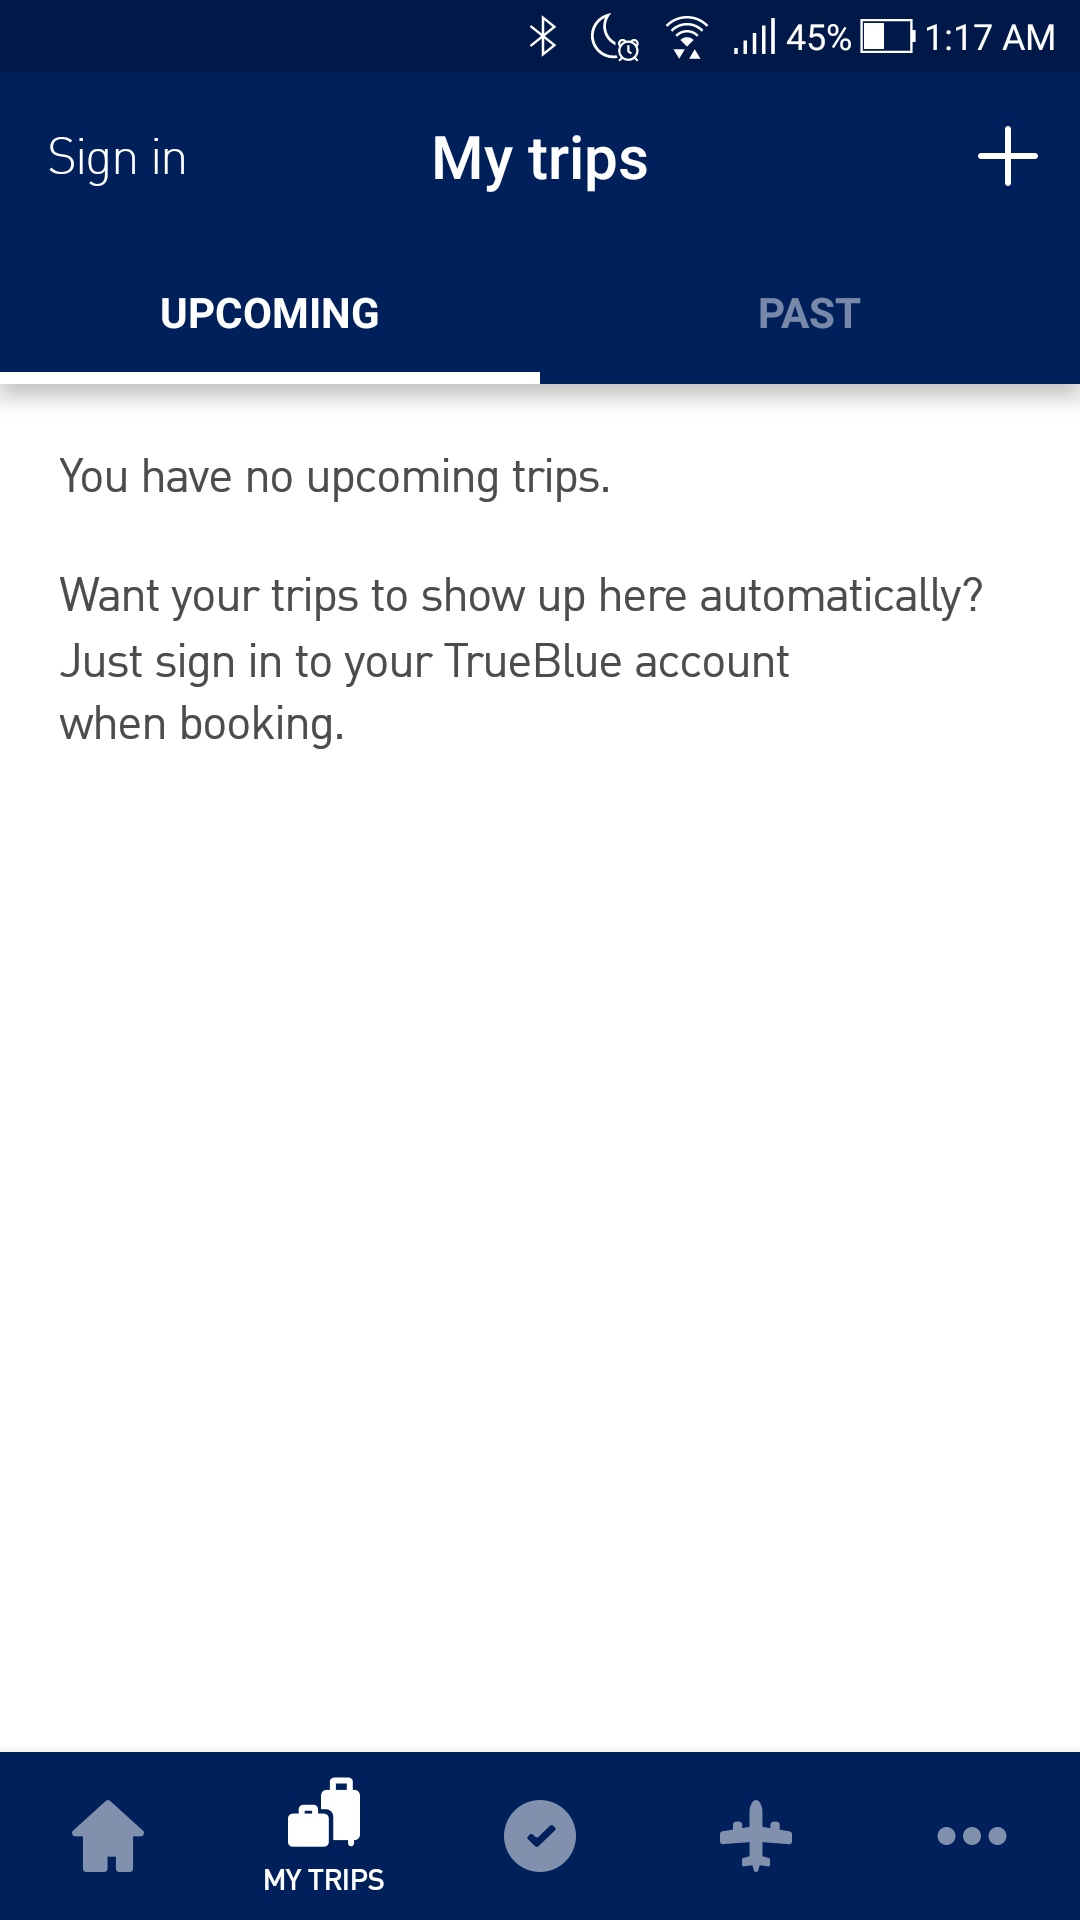 45% 1:17 AM
Sign in My trips
UPCOMING PAST
You have no upcoming trips.
Want your trips to show up here automatically?
Just sign in to your TrueBlue account
when booking.
MY TRIPS